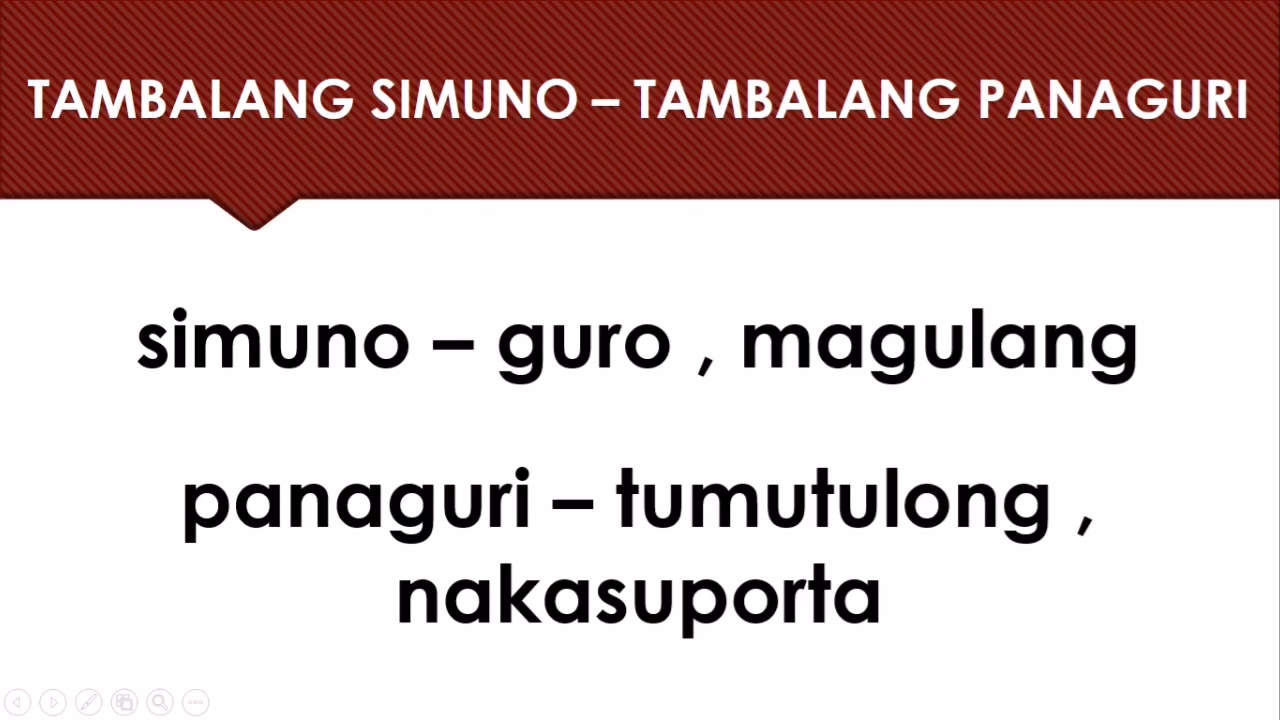 TAMBALANG SIMUNO – TAMBALANG PANAGURI
simuno – guro , magulang
panaguri – tumutulong ,
nakasuporta